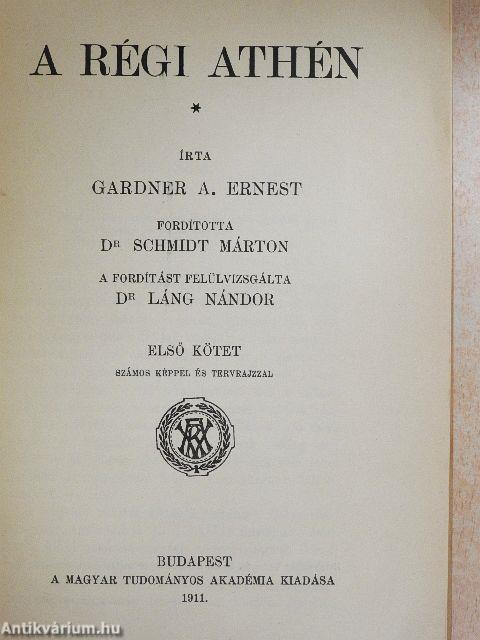 A RÉGI ATHÉN
*
ÍRTA
GARDNER A. ERNEST
FORDÍTOTTA
DR SCHMIDT MÁRTON
A FORDÍTÁST FELÜLVIZSGÁLTA
DR LÁNG NÁNDOR
ELSŐ KÖTET
SZÁMOS KÉPPEL ÉS TERVRAJZZAL
BUDAPEST
A MAGYAR TUDOMÁNYOS AKADÉMIA KIADÁSA
1911.
Antikvárium.hu